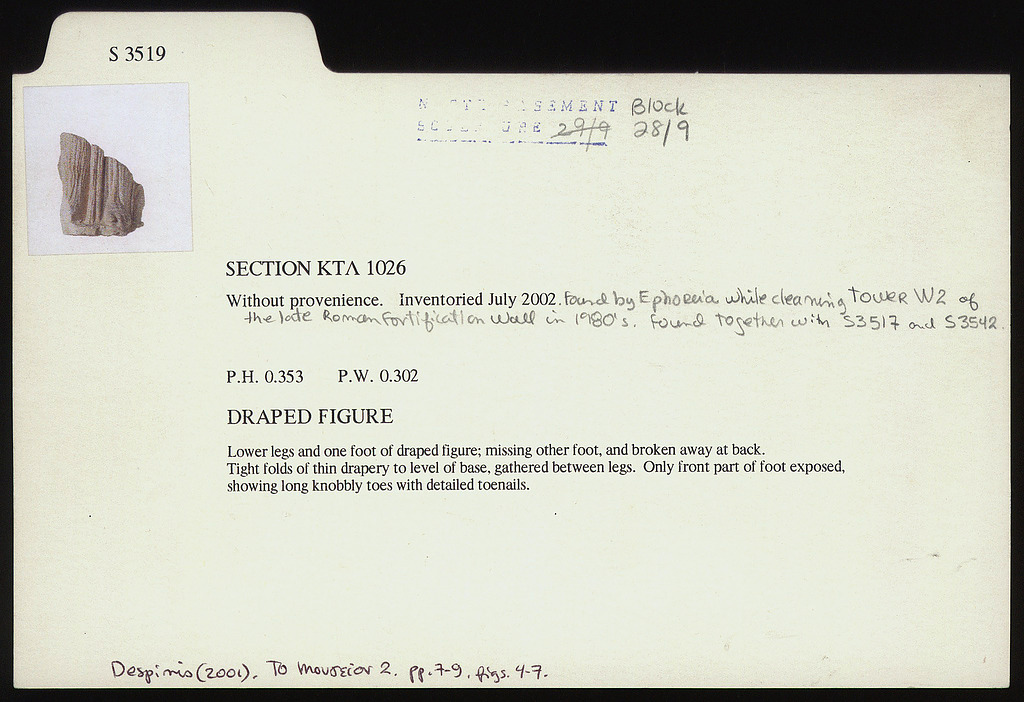 S 3519
BASEMENT Block
29/9 28/9
SECTION KTΛ 1026
Without provenience. Inventoried July 2002. Found by Ephoreia while cleaning Tower W2 of
the late Roman Fortification Wall in 1980's. Found together with S3517 and S3542.
P.H. 0.353 P.W. 0.302
DRAPED FIGURE
Lower legs and one foot of draped figure; missing other foot, and broken away at back.
Tight folds of thin drapery to level of base, gathered between legs. Only front part of foot exposed,
showing long knobbly toes with detailed toenails.
Despinis (2001). Το Μουσείον 2. pp. 7-9, figs. 4-7.